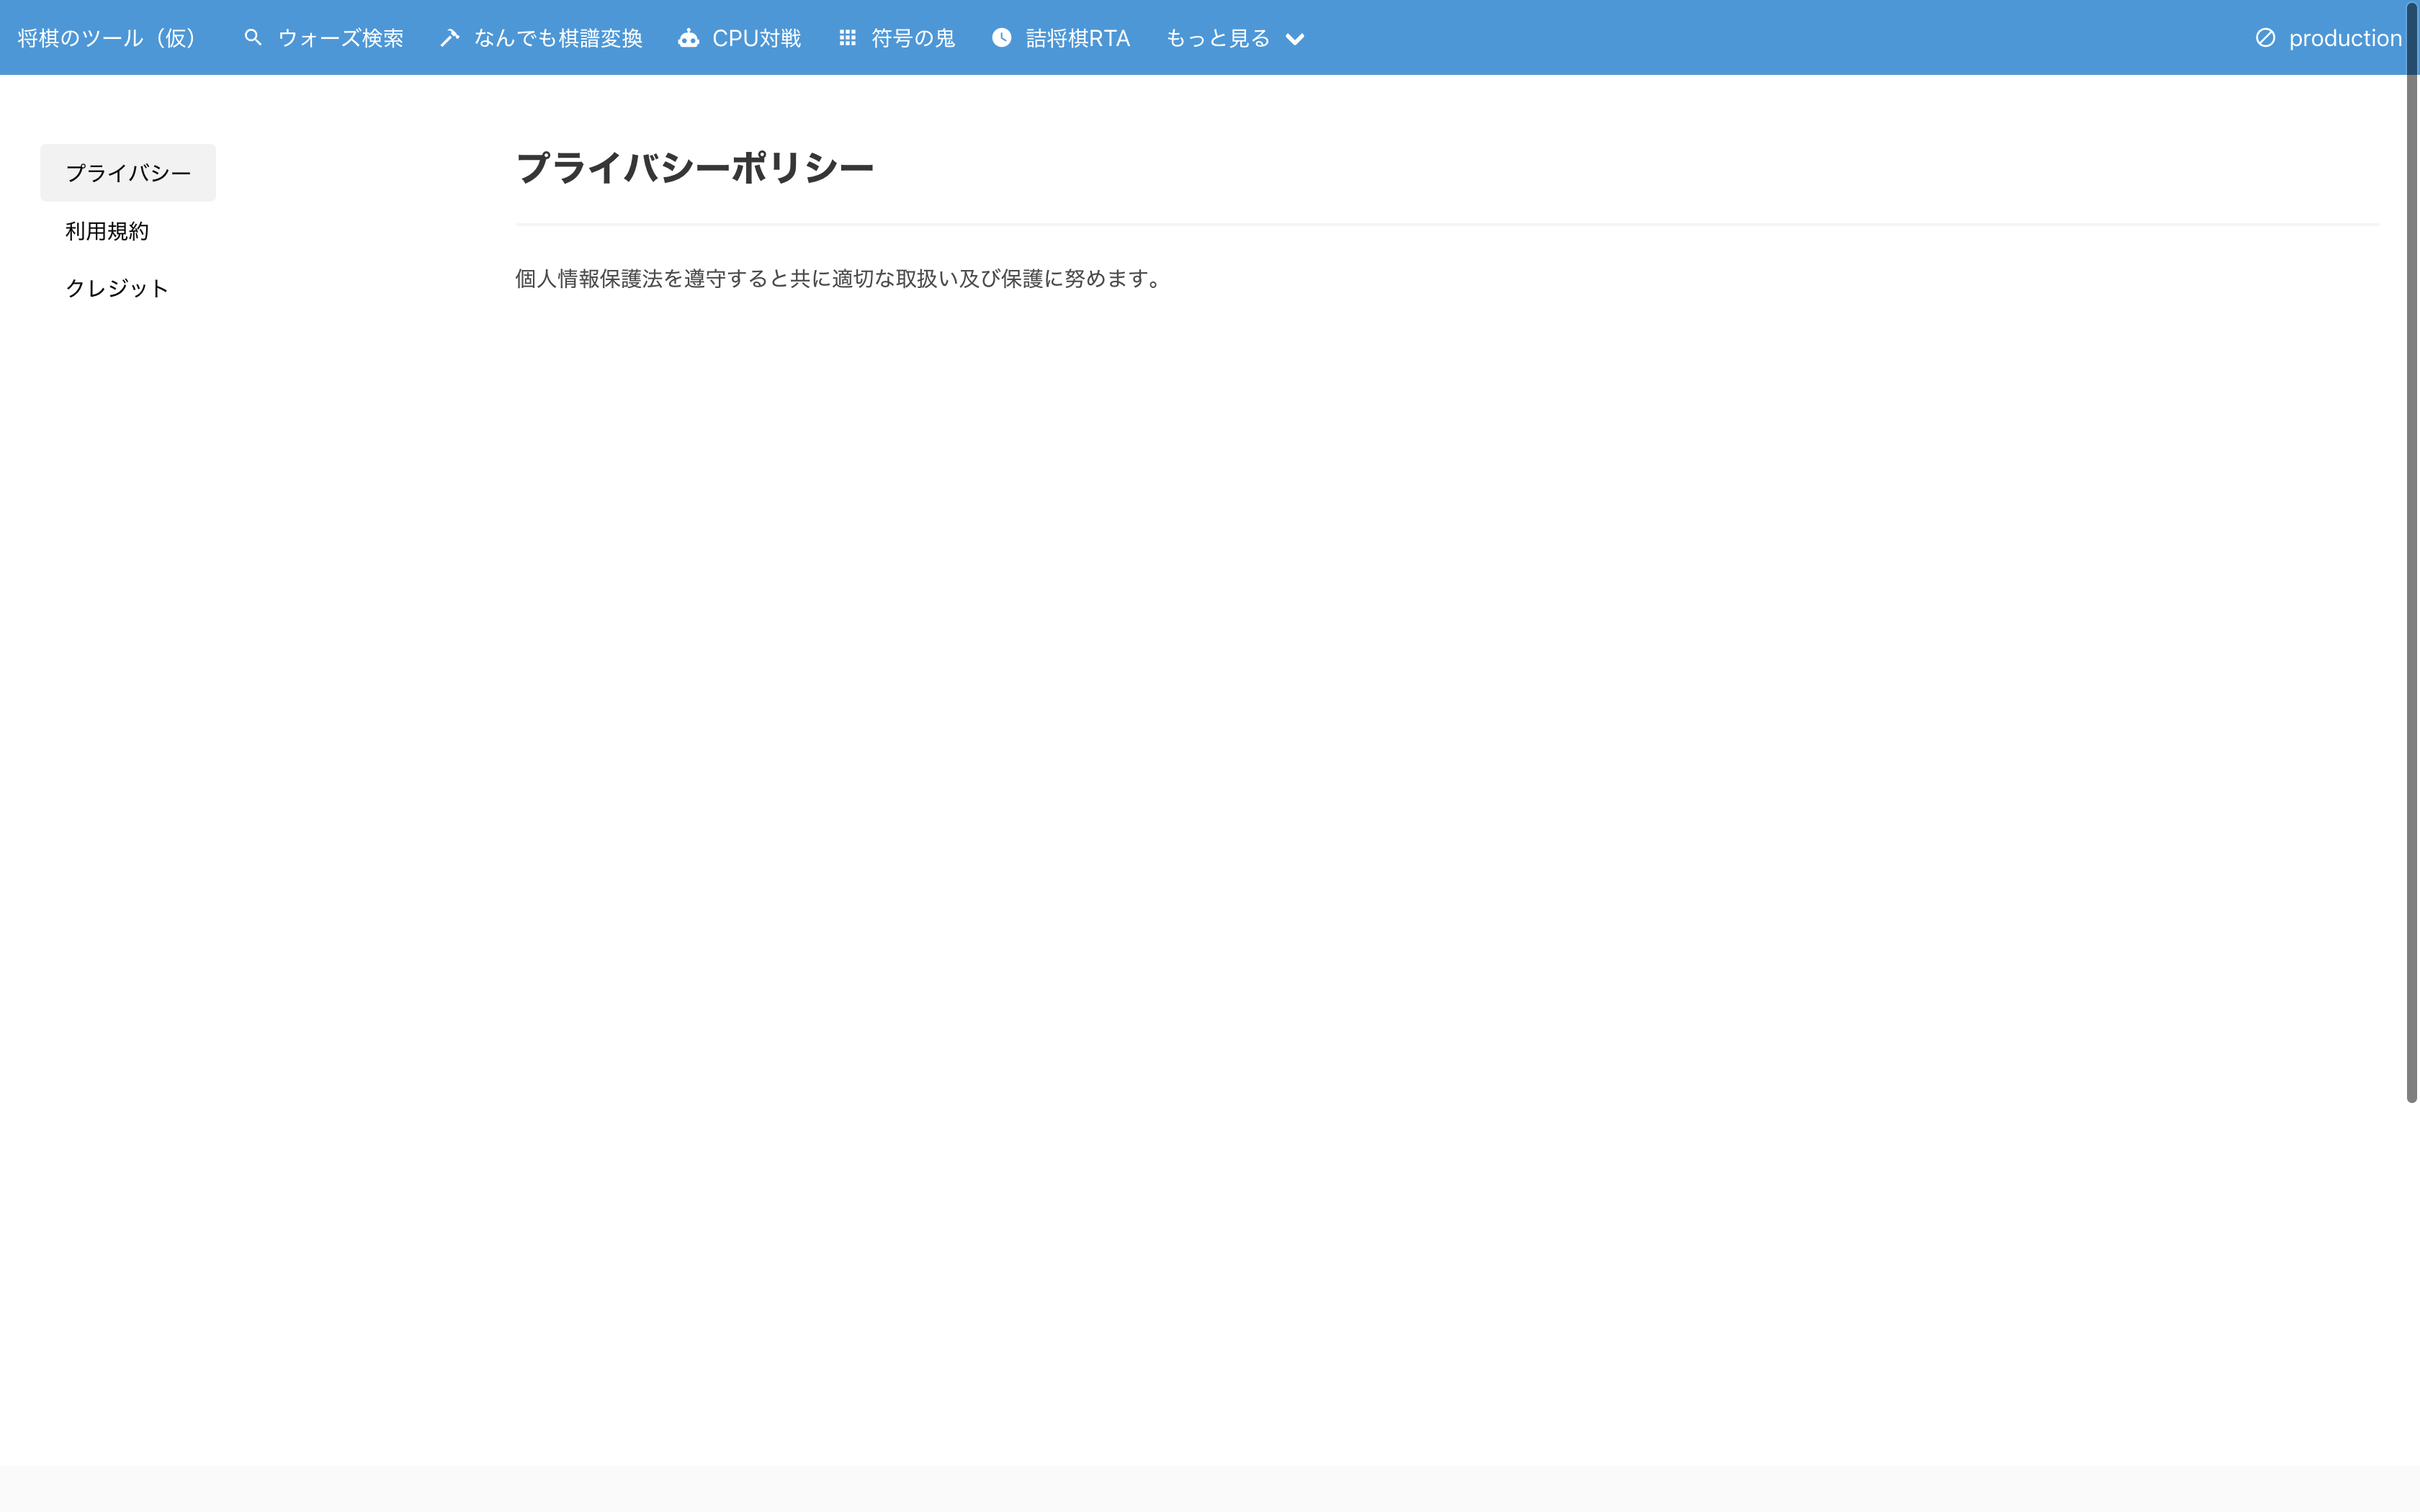 将棋のツール（仮） ウォーズ検索 なんでも棋譜変換 CPU対戦 符号の鬼 詰将棋RTA もっと見る production
プライバシー
利用規約
クレジット
プライバシーポリシー
個人情報保護法を遵守すると共に適切な取扱い及び保護に努めます。